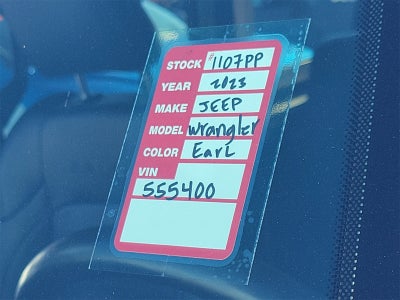 STOCK 1107PP
YEAR 2023
MAKE JEEP
MODEL wrangler
COLOR Earl
VIN
555400